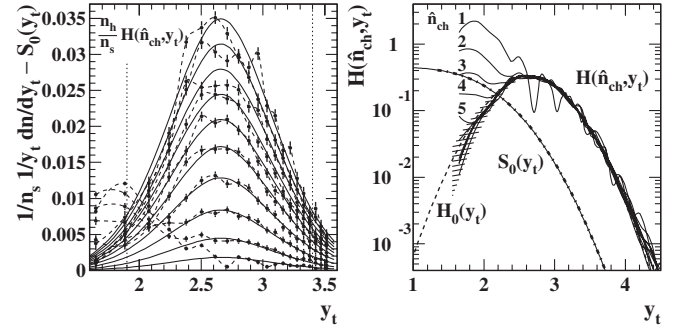 1/n_s 1/y_t dn/dy_t – S_0(y_t)
0.035
0.03
0.025
0.02
0.015
0.01
0.005
0
n_h/n_s H(n̂_ch,y_t)
2
2.5
3
3.5
y_t
H(n̂_ch,y_t)
1
10^-1
10^-2
10^-3
n̂_ch
1
2
3
4
5
H(n̂_ch,y_t)
S_0(y_t)
H_0(y_t)
1
2
3
4
y_t